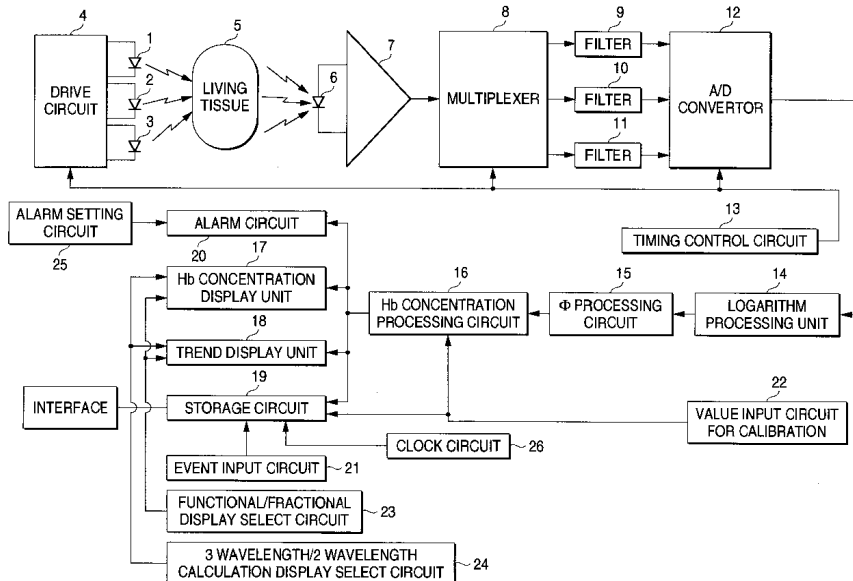 4
1
2
3
DRIVE
CIRCUIT
5
LIVING
TISSUE
6
7
8
MULTIPLEXER
9
FILTER
10
FILTER
11
FILTER
12
A/D
CONVERTOR
13
TIMING CONTROL CIRCUIT
ALARM SETTING
CIRCUIT
25
ALARM CIRCUIT
20
17
Hb CONCENTRATION
DISPLAY UNIT
16
Hb CONCENTRATION
PROCESSING CIRCUIT
15
Φ PROCESSING
CIRCUIT
14
LOGARITHM
PROCESSING UNIT
18
TREND DISPLAY UNIT
19
STORAGE CIRCUIT
INTERFACE
22
VALUE INPUT CIRCUIT
FOR CALIBRATION
CLOCK CIRCUIT
26
EVENT INPUT CIRCUIT
21
FUNCTIONAL/FRACTIONAL
DISPLAY SELECT CIRCUIT
23
3 WAVELENGTH/2 WAVELENGTH
CALCULATION DISPLAY SELECT CIRCUIT
24